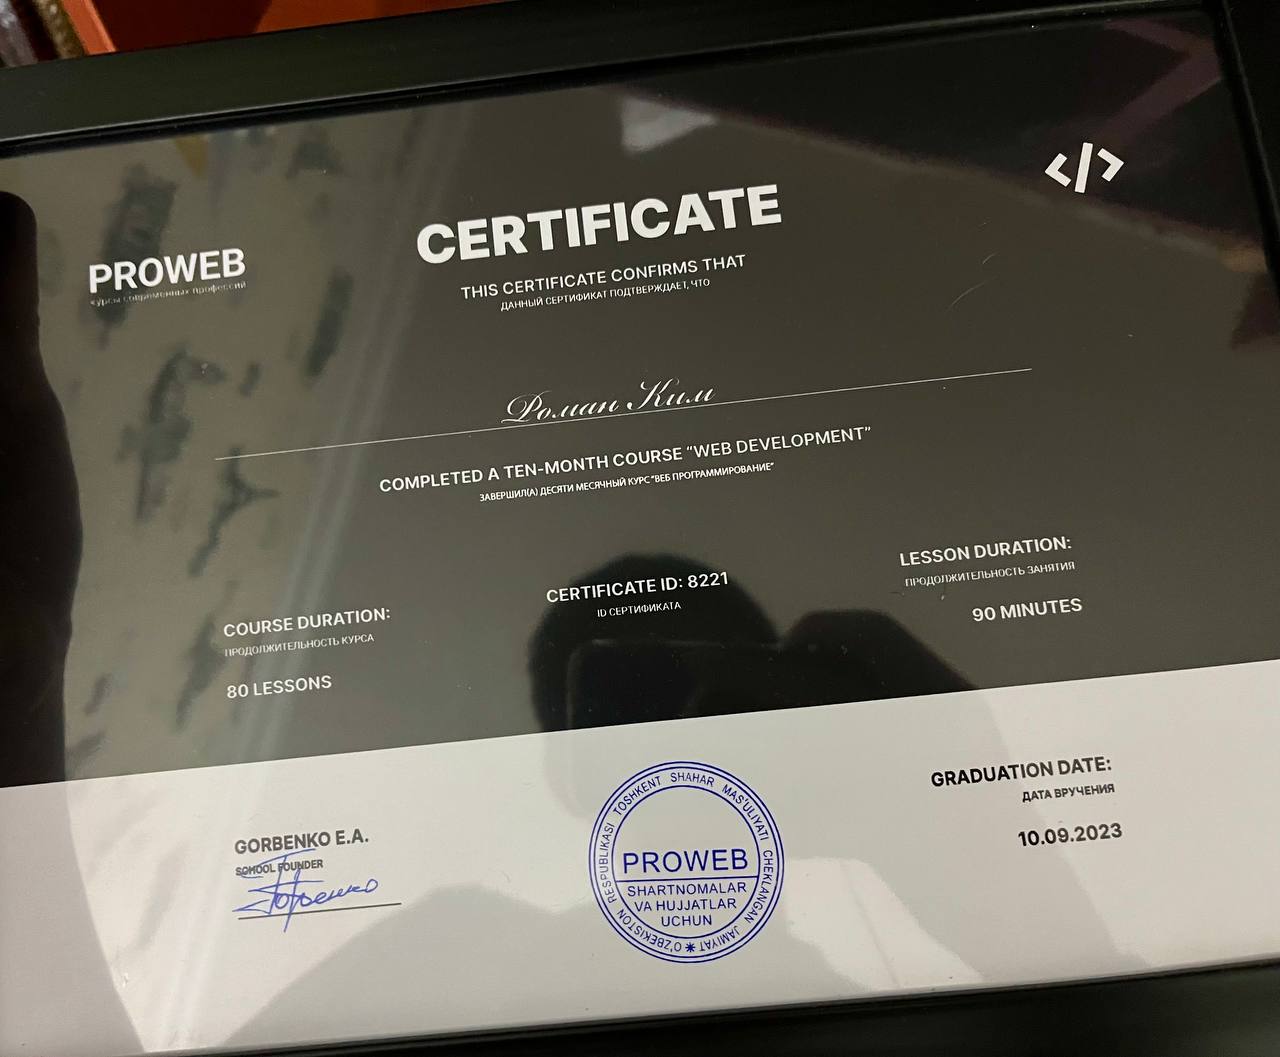 </>
CERTIFICATE
PROWEB
курсы современных профессий
THIS CERTIFICATE CONFIRMS THAT
ДАННЫЙ СЕРТИФИКАТ ПОДТВЕРЖДАЕТ, ЧТО
Роман Ким
COMPLETED A TEN-MONTH COURSE “WEB DEVELOPMENT”
ЗАВЕРШИЛ(А) ДЕСЯТИ МЕСЯЧНЫЙ КУРС “ВЕБ ПРОГРАММИРОВАНИЕ”
COURSE DURATION:
ПРОДОЛЖИТЕЛЬНОСТЬ КУРСА
80 LESSONS
CERTIFICATE ID: 8221
ID СЕРТИФИКАТА
LESSON DURATION:
ПРОДОЛЖИТЕЛЬНОСТЬ ЗАНЯТИЯ
90 MINUTES
GORBENKO E.A.
SCHOOL FOUNDER
Горбенко
O'ZBEKISTON RESPUBLIKASI TOSHKENT SHAHAR MAS'ULIYATI CHEKLANGAN JAMIYAT
PROWEB
SHARTNOMALAR
VA HUJJATLAR
UCHUN
GRADUATION DATE:
ДАТА ВРУЧЕНИЯ
10.09.2023